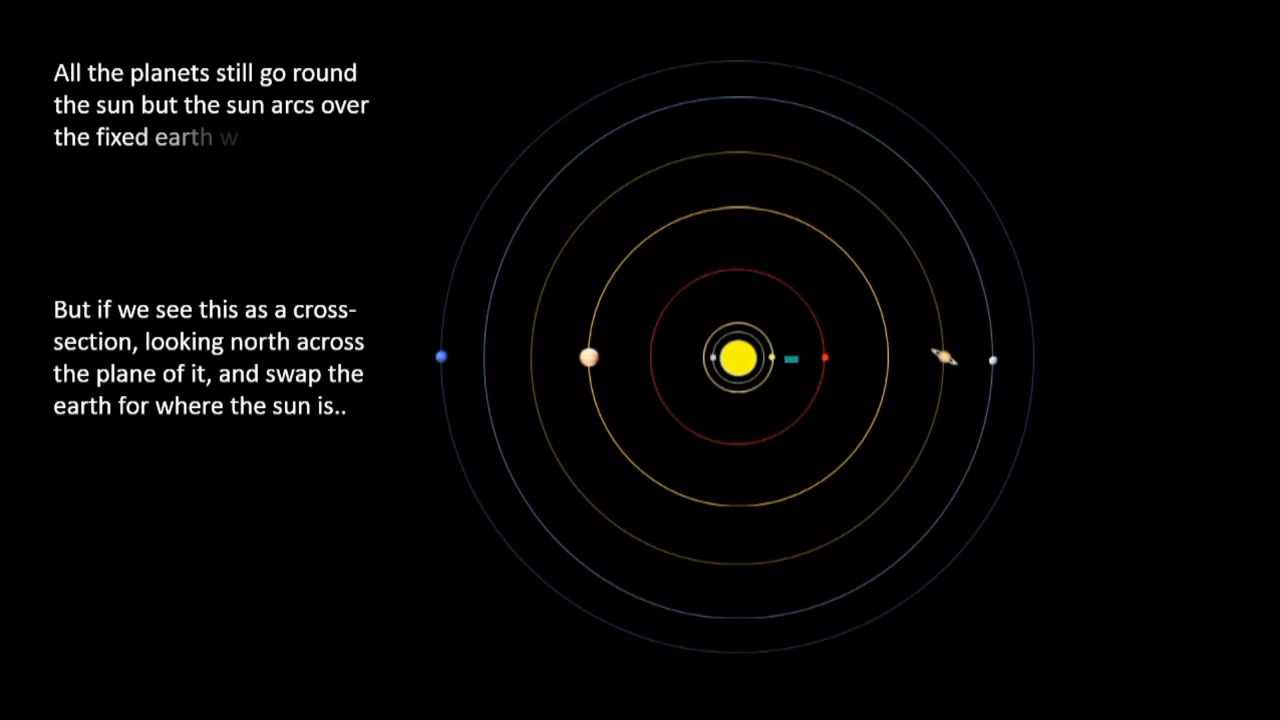 All the planets still go round
the sun but the sun arcs over
the fixed earth w
But if we see this as a cross-
section, looking north across
the plane of it, and swap the
earth for where the sun is..